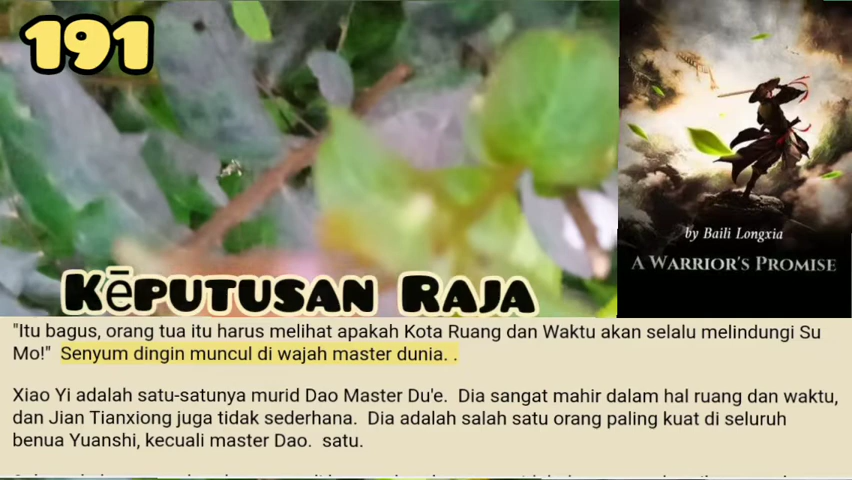 191
by Baili Longxia
A WARRIOR'S PROMISE
KēPUTUSAN RAJA
"Itu bagus, orang tua itu harus melihat apakah Kota Ruang dan Waktu akan selalu melindungi Su
Mo!"  Senyum dingin muncul di wajah master dunia. .
Xiao Yi adalah satu-satunya murid Dao Master Du'e.  Dia sangat mahir dalam hal ruang dan waktu,
dan Jian Tianxiong juga tidak sederhana.  Dia adalah salah satu orang paling kuat di seluruh
benua Yuanshi, kecuali master Dao.  satu.